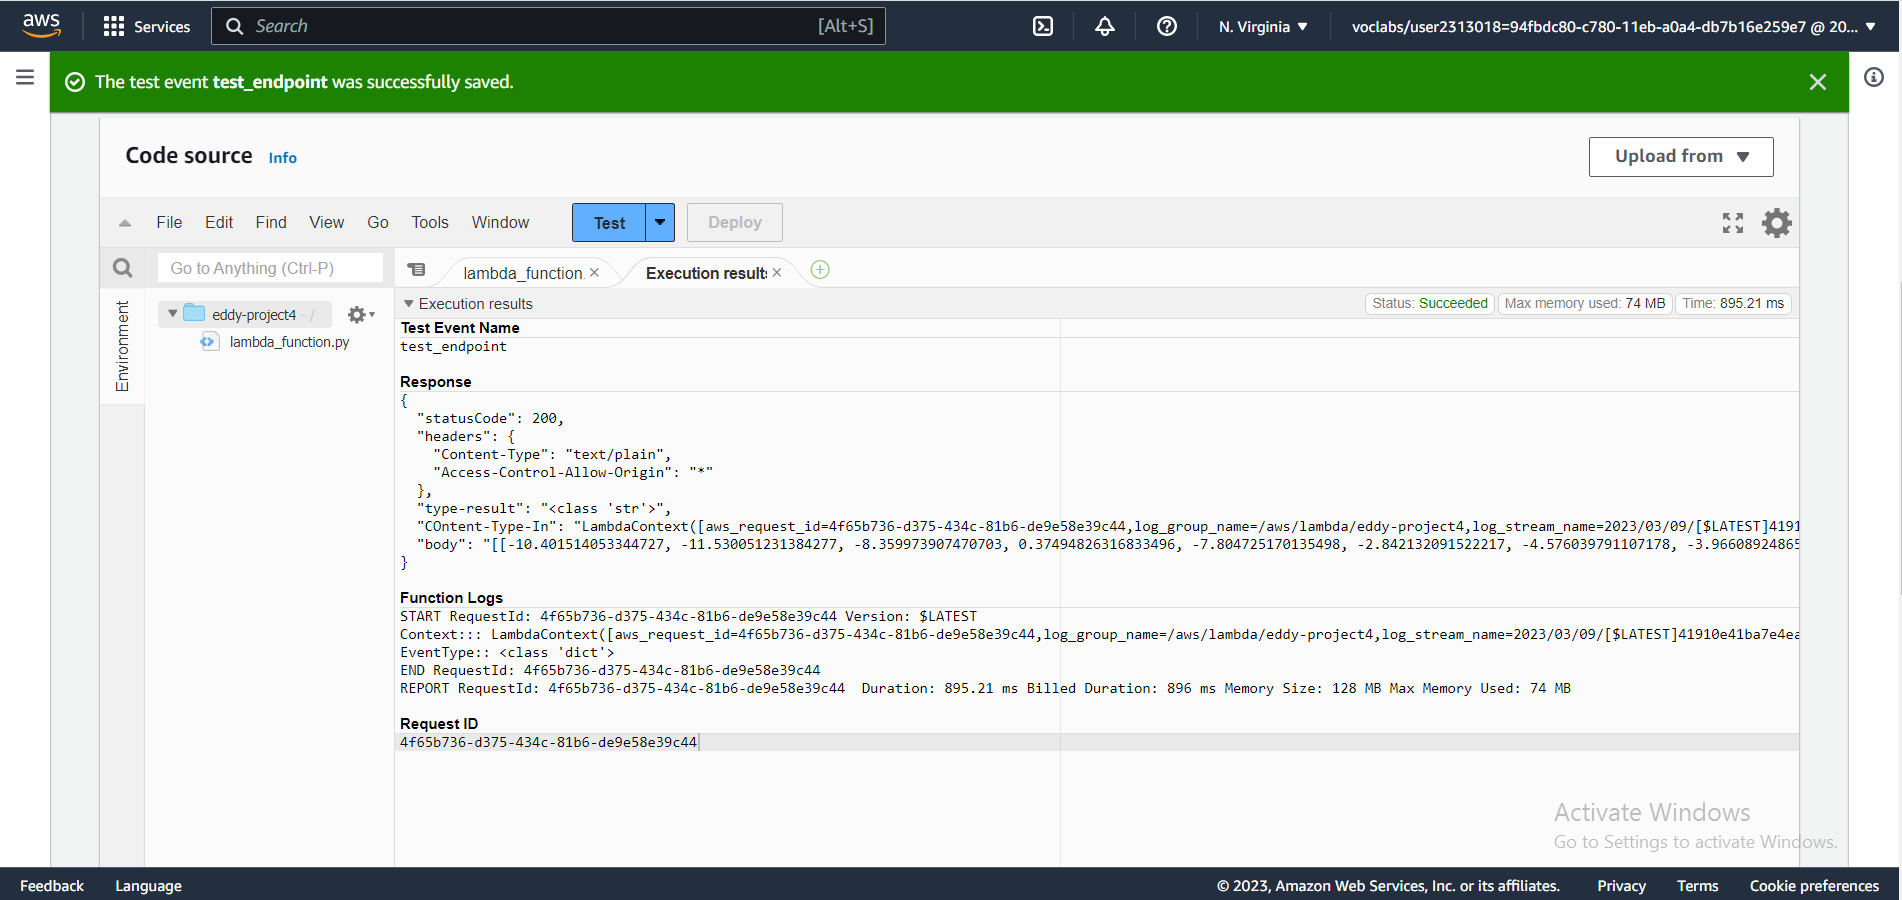 aws Services Search [Alt+S] N. Virginia voclabs/user2313018=94fbdc80-c780-11eb-a0a4-db7b16e259e7 @ 20...
The test event test_endpoint was successfully saved.
Code source Info Upload from
File Edit Find View Go Tools Window Test Deploy
Go to Anything (Ctrl-P) lambda_function. Execution results
Execution results Status: Succeeded Max memory used: 74 MB Time: 895.21 ms
Environment
eddy-project4 - /
lambda_function.py
Test Event Name
test_endpoint
Response
{
"statusCode": 200,
"headers": {
"Content-Type": "text/plain",
"Access-Control-Allow-Origin": "*"
},
"type-result": "<class 'str'>",
"COntent-Type-In": "LambdaContext([aws_request_id=4f65b736-d375-434c-81b6-de9e58e39c44,log_group_name=/aws/lambda/eddy-project4,log_stream_name=2023/03/09/[$LATEST]4191
"body": "[[-10.401514053344727, -11.530051231384277, -8.359973907470703, 0.37494826316833496, -7.804725170135498, -2.842132091522217, -4.576039791107178, -3.96608924865
}
Function Logs
START RequestId: 4f65b736-d375-434c-81b6-de9e58e39c44 Version: $LATEST
Context::: LambdaContext([aws_request_id=4f65b736-d375-434c-81b6-de9e58e39c44,log_group_name=/aws/lambda/eddy-project4,log_stream_name=2023/03/09/[$LATEST]41910e41ba7e4ea
EventType:: <class 'dict'>
END RequestId: 4f65b736-d375-434c-81b6-de9e58e39c44
REPORT RequestId: 4f65b736-d375-434c-81b6-de9e58e39c44 Duration: 895.21 ms Billed Duration: 896 ms Memory Size: 128 MB Max Memory Used: 74 MB
Request ID
4f65b736-d375-434c-81b6-de9e58e39c44
Activate Windows
Go to Settings to activate Windows.
Feedback Language © 2023, Amazon Web Services, Inc. or its affiliates. Privacy Terms Cookie preferences